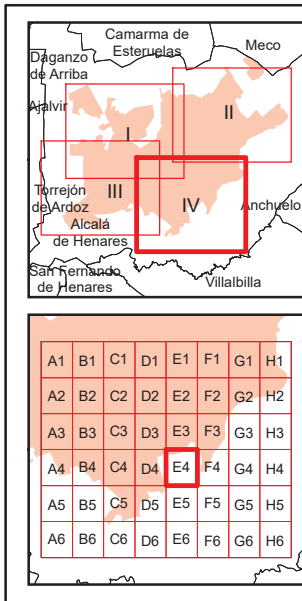 Camarma de
Esteruelas
Meco
Daganzo
de Arriba
Ajalvir
I
II
Torrejón
de Ardoz
III
IV
Anchuelo
Alcalá
de Henares
San Fernando
de Henares
Villalbilla
A1 B1 C1 D1 E1 F1 G1 H1
A2 B2 C2 D2 E2 F2 G2 H2
A3 B3 C3 D3 E3 F3 G3 H3
A4 B4 C4 D4 E4 F4 G4 H4
A5 B5 C5 D5 E5 F5 G5 H5
A6 B6 C6 D6 E6 F6 G6 H6